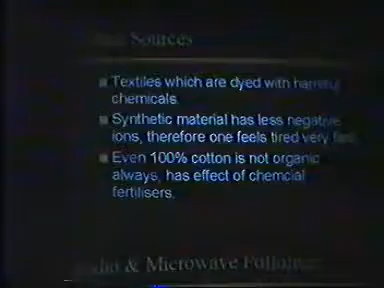 Sources
Textiles which are dyed with harmful
chemicals.
Synthetic material has less negative
ions, therefore one feels tired very fast
Even 100% cotton is not organic
always, has effect of chemcial
fertilisers.
& Microwave Pollution